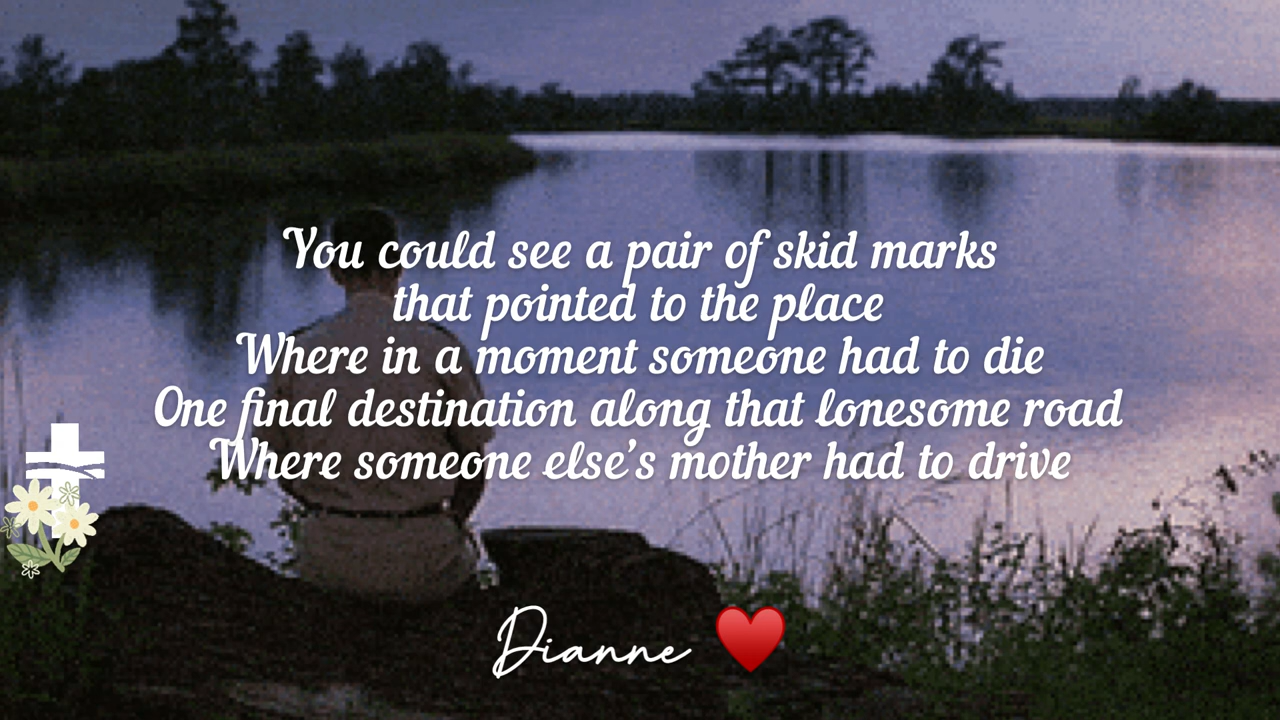 You could see a pair of skid marks
that pointed to the place
Where in a moment someone had to die
One final destination along that lonesome road
Where someone else’s mother had to drive
Dianne ❤️